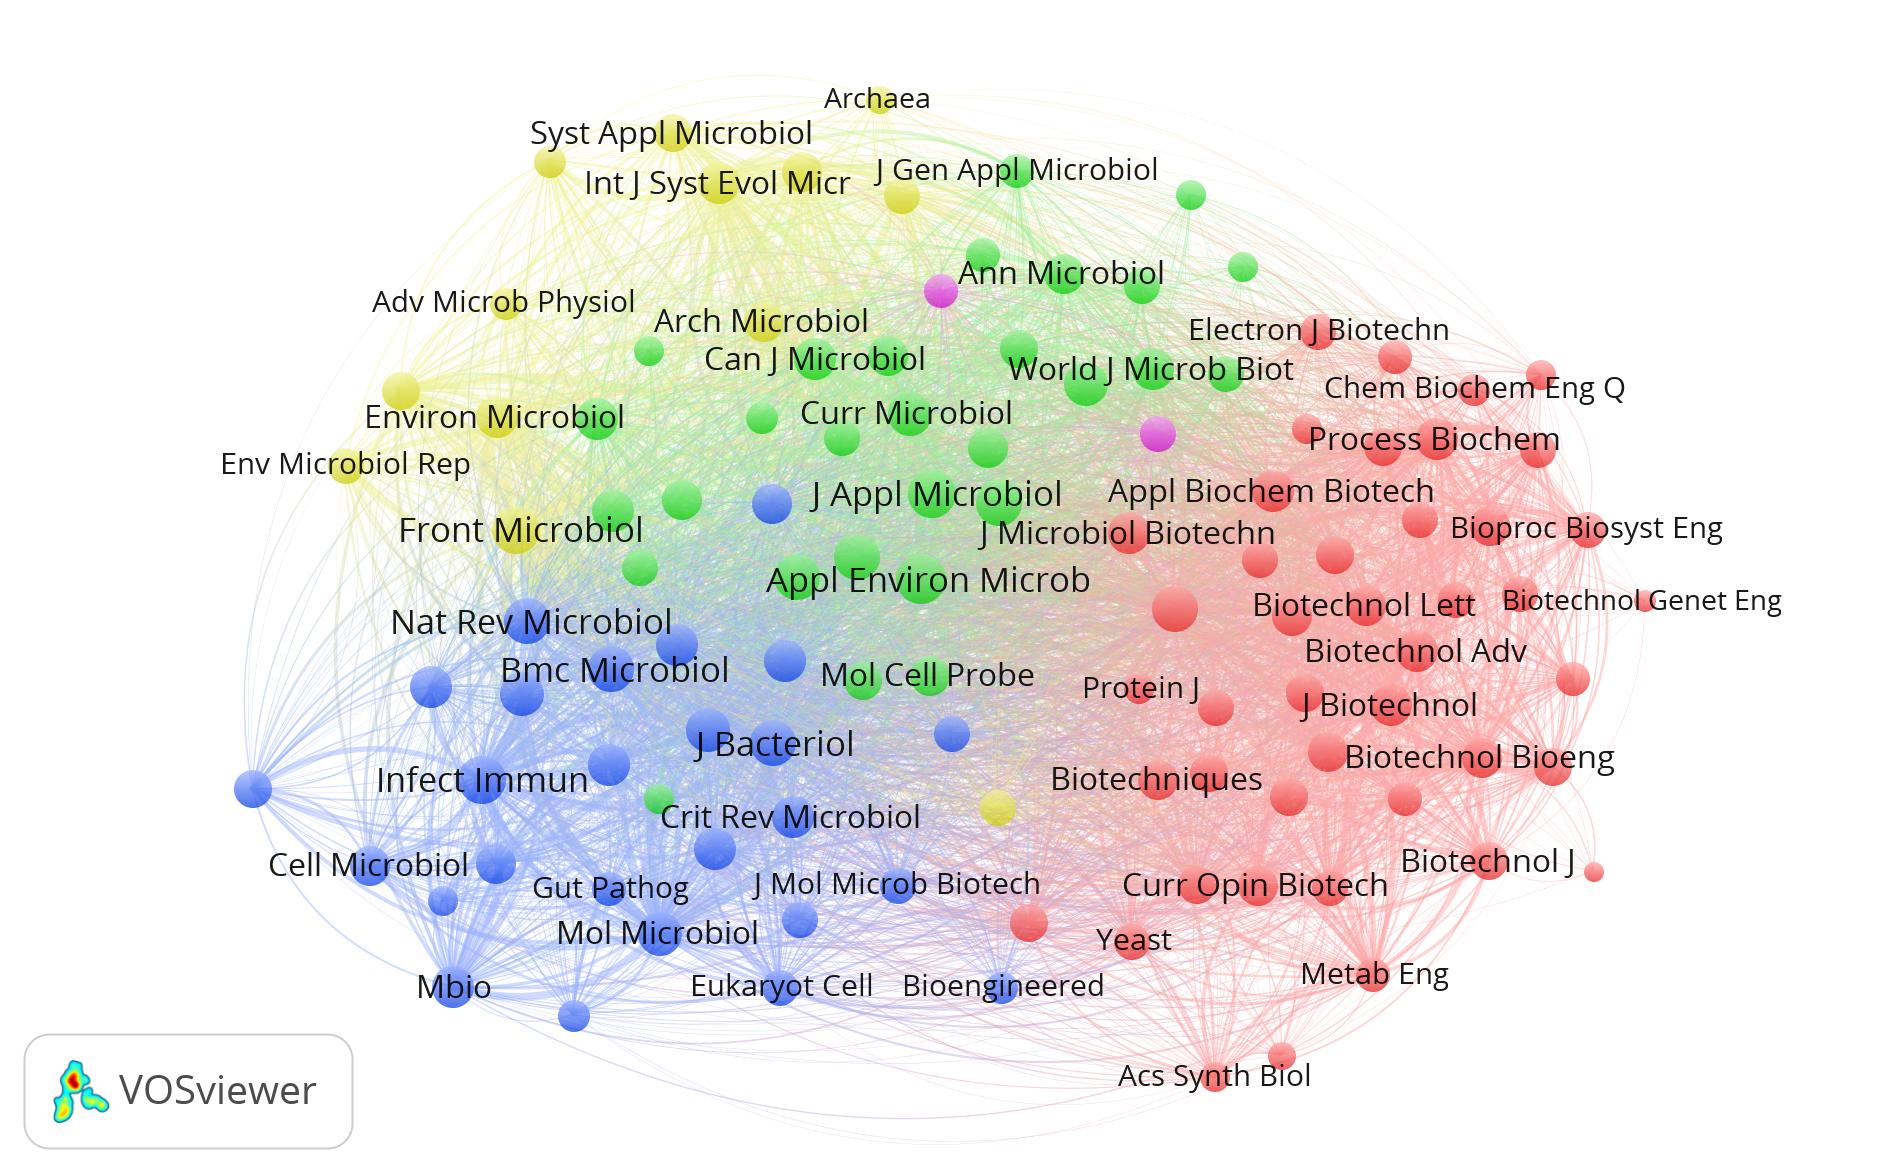 Archaea
Syst Appl Microbiol
J Gen Appl Microbiol
Int J Syst Evol Micr
Ann Microbiol
Adv Microb Physiol
Arch Microbiol
Electron J Biotechn
Can J Microbiol
World J Microb Biot
Chem Biochem Eng Q
Environ Microbiol
Curr Microbiol
Process Biochem
Env Microbiol Rep
J Appl Microbiol
Appl Biochem Biotech
Front Microbiol
J Microbiol Biotechn
Bioproc Biosyst Eng
Appl Environ Microb
Biotechnol Lett
Biotechnol Genet Eng
Nat Rev Microbiol
Biotechnol Adv
Bmc Microbiol
Mol Cell Probe
Protein J
J Biotechnol
J Bacteriol
Biotechnol Bioeng
Infect Immun
Biotechniques
Crit Rev Microbiol
Cell Microbiol
Biotechnol J
Gut Pathog
J Mol Microb Biotech
Curr Opin Biotech
Mol Microbiol
Yeast
Metab Eng
Mbio
Eukaryot Cell
Bioengineered
Acs Synth Biol
VOSviewer